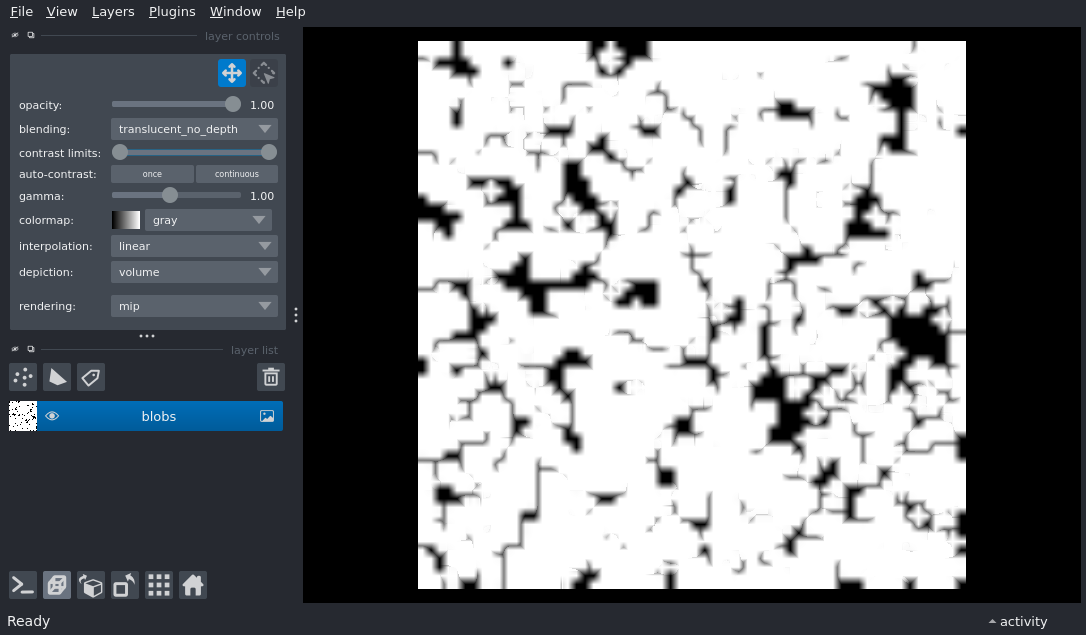 File View Layers Plugins Window Help
layer controls
opacity: 1.00
blending: translucent_no_depth
contrast limits:
auto-contrast: once continuous
gamma: 1.00
colormap: gray
interpolation: linear
depiction: volume
rendering: mip
layer list
blobs
Ready activity